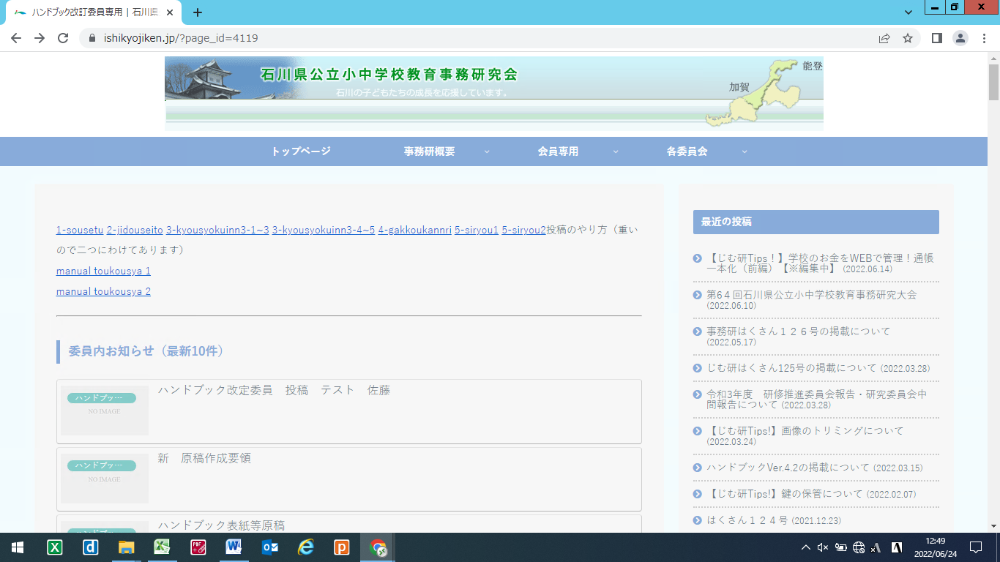 ハンドブック改訂委員専用 | 石川県
ishikyojiken.jp/?page_id=4119
石川県公立小中学校教育事務研究会
石川の子どもたちの成長を応援しています。
能登
加賀
トップページ 事務研概要 会員専用 各委員会
1-sousetu 2-jidouseito 3-kyousyokuinn3-1~3 3-kyousyokuinn3-4~5 4-gakkoukannri 5-siryou1 5-siryou2投稿のやり方（重い
ので二つにわけてあります）
manual toukousya 1
manual toukousya 2
委員内お知らせ（最新10件）
ハンドブッ…
NO IMAGE
ハンドブック改定委員　投稿　テスト　佐藤
ハンドブッ…
NO IMAGE
新　原稿作成要領
ハンドブッ…
ハンドブック表紙等原稿
最近の投稿
【じむ研Tips！】学校のお金をWEBで管理！通帳
一本化（前編）【※編集中】 (2022.06.14)
第6４回石川県公立小中学校教育事務研究大会
(2022.06.10)
事務研はくさん１２６号の掲載について
(2022.05.17)
じむ研はくさん125号の掲載について (2022.03.28)
令和3年度　研修推進委員会報告・研究委員会中
間報告について (2022.03.28)
【じむ研Tips!】画像のトリミングについて
(2022.03.24)
ハンドブックVer.4.2の掲載について (2022.03.15)
【じむ研Tips!】鍵の保管について (2022.02.07)
はくさん１２４号 (2021.12.23)
12:49
2022/06/24